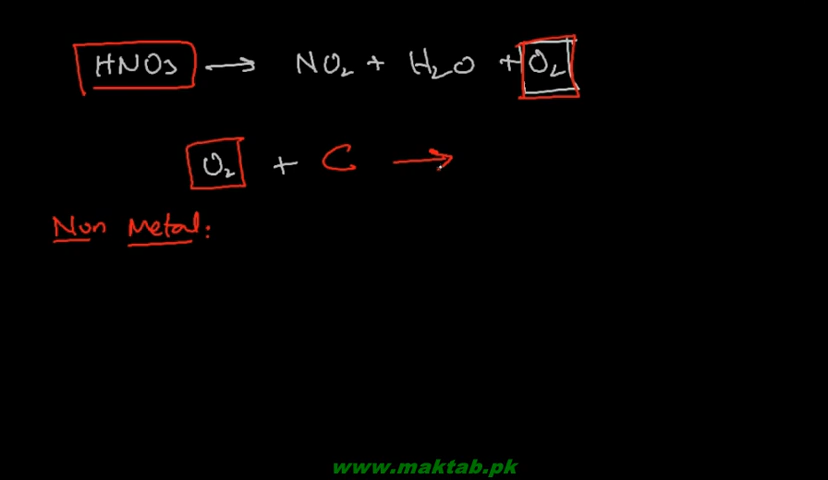 HNO3 → NO2 + H2O + O2
O2 + C →
Non Metal:
www.maktab.pk